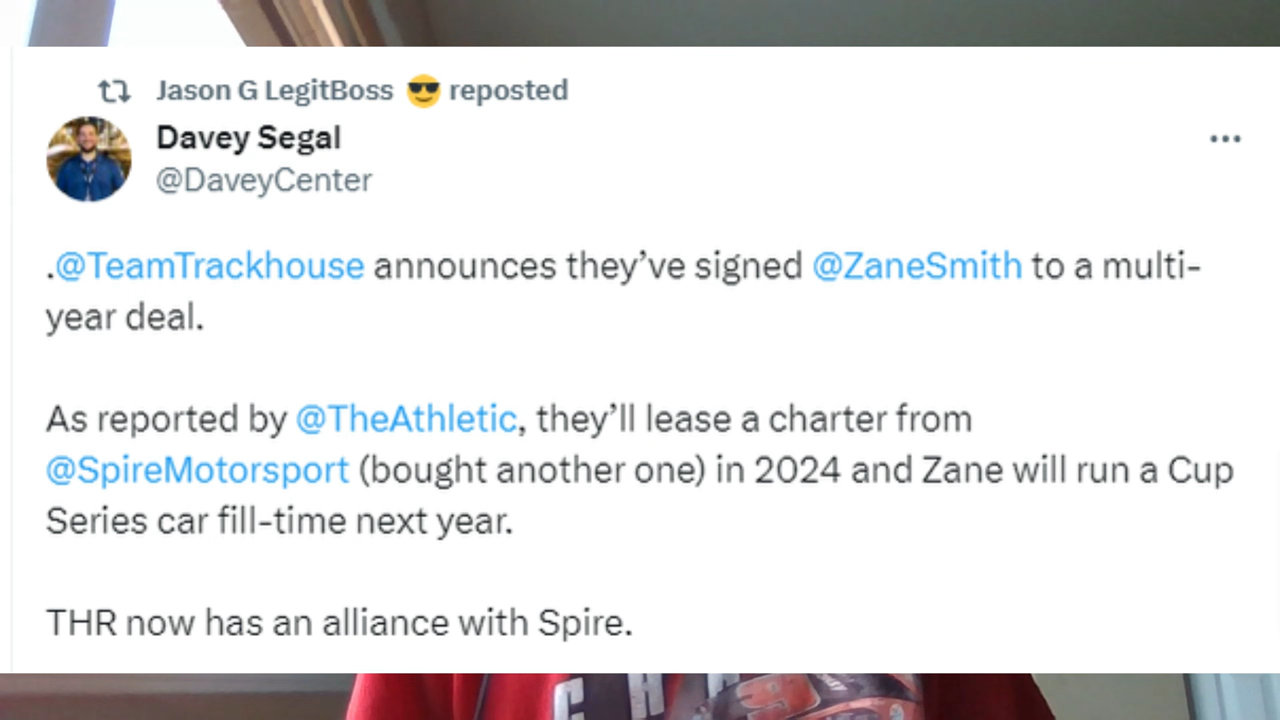 Jason G LegitBoss 😎 reposted
Davey Segal
@DaveyCenter
.@TeamTrackhouse announces they’ve signed @ZaneSmith to a multi-
year deal.
As reported by @TheAthletic, they’ll lease a charter from
@SpireMotorsport (bought another one) in 2024 and Zane will run a Cup
Series car fill-time next year.
THR now has an alliance with Spire.